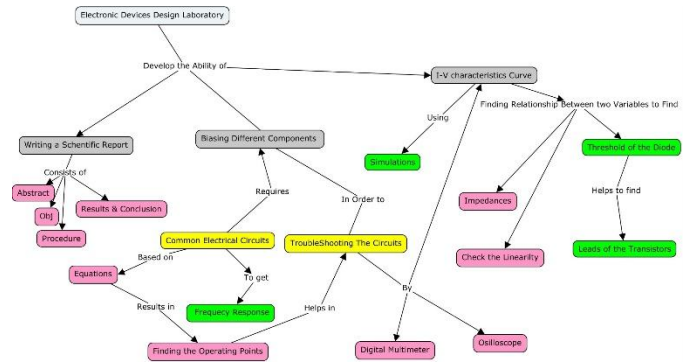 Electronic Devices Design Laboratory
Develop the Ability of
I-V characteristics Curve
Finding Relationship Between two Variables to Find
Using
Writing a Scentific Report
Biasing Different Components
Simulations
Threshold of the Diode
Consists of
Abstract
Results & Conclusion
Obj
Procedure
Requires
In Order to
Impedances
Helps to find
Common Electrical Circuits
TroubleShooting The Circuits
Check the Linearilty
Leads of the Transistors
Based on
Equations
To get
By
Results in
Frequecy Response
Helps in
Finding the Operating Points
Digital Multimeter
Osilloscope